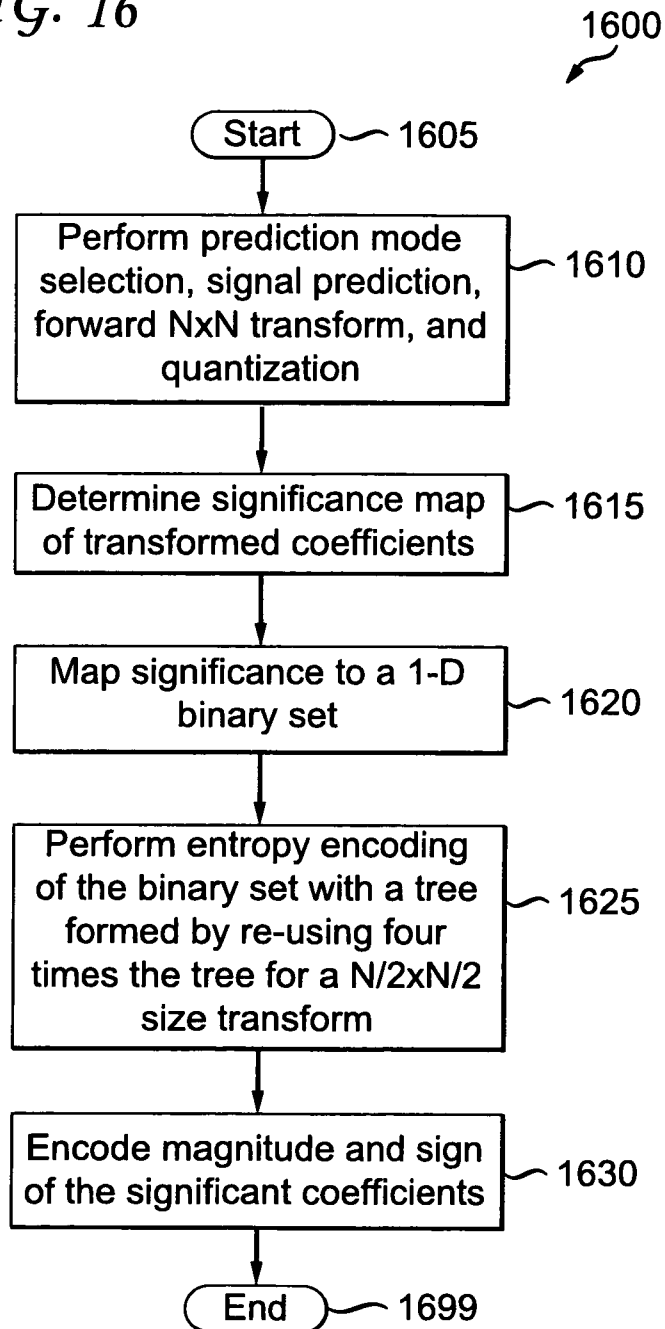 FIG. 16
1600
Start
1605
Perform prediction mode
selection, signal prediction,
forward NxN transform, and
quantization
1610
Determine significance map
of transformed coefficients
1615
Map significance to a 1-D
binary set
1620
Perform entropy encoding
of the binary set with a tree
formed by re-using four
times the tree for a N/2xN/2
size transform
1625
Encode magnitude and sign
of the significant coefficients
1630
End
1699